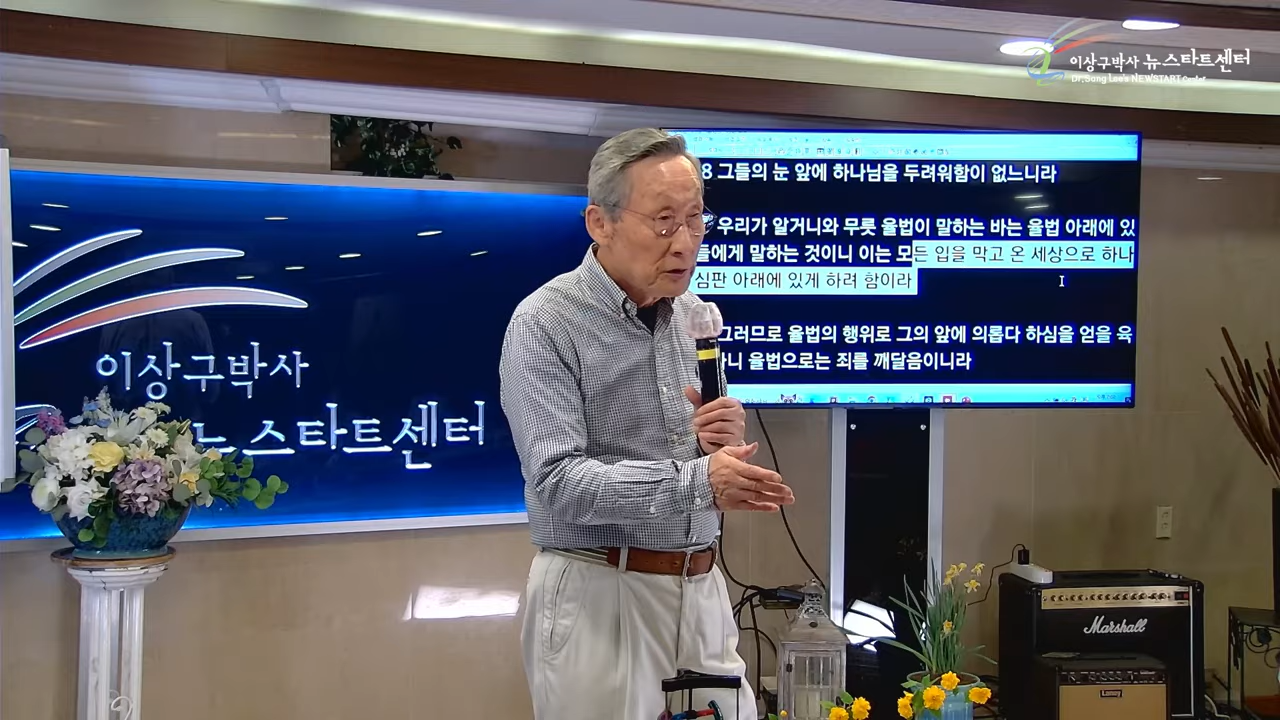 이상구박사 뉴스타트센터
Dr.Sang Lee's NEWSTART Center
8 그들의 눈 앞에 하나님을 두려워함이 없느니라
우리가 알거니와 무릇 율법이 말하는 바는 율법 아래에 있
들에게 말하는 것이니 이는 모든 입을 막고 온 세상으로 하나
심판 아래에 있게 하려 함이라
그러므로 율법의 행위로 그의 앞에 의롭다 하심을 얻을 육
니 율법으로는 죄를 깨달음이니라
이상구박사
뉴스타트센터
Marshall
Laney